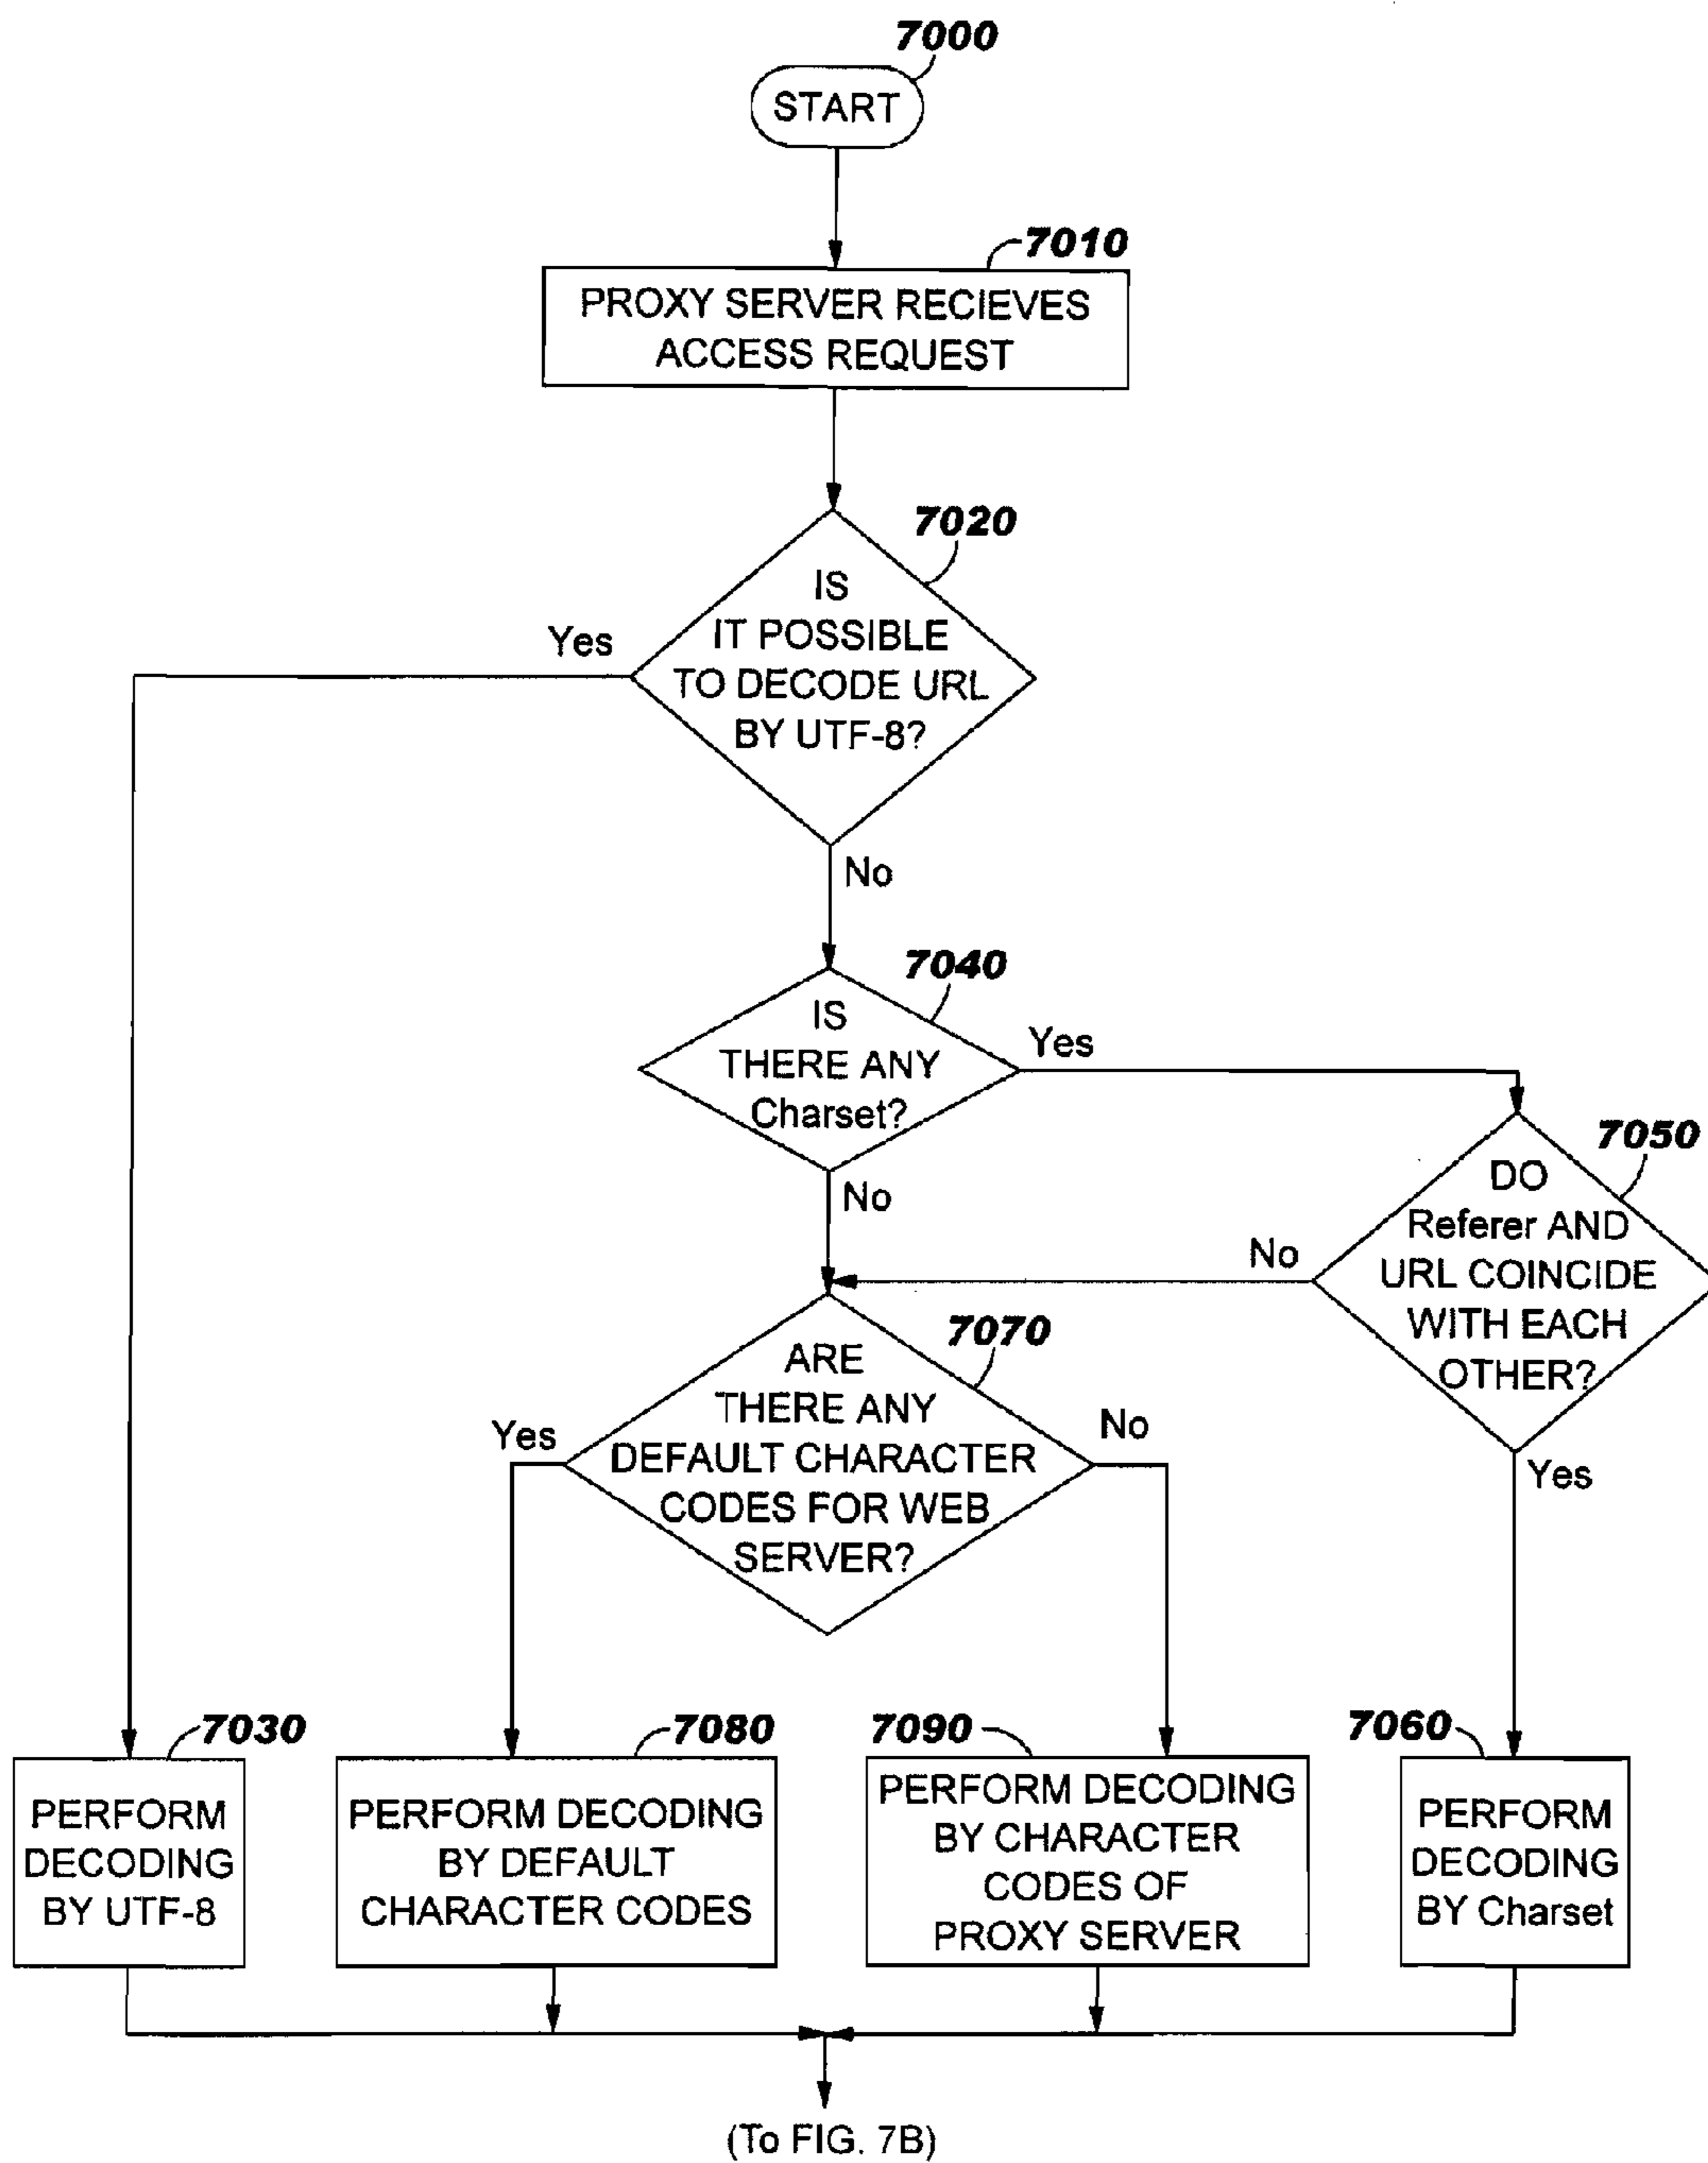 7000
START
7010
PROXY SERVER RECIEVES
ACCESS REQUEST
7020
IS
IT POSSIBLE
TO DECODE URL
BY UTF-8?
Yes
No
7040
IS
THERE ANY
Charset?
Yes
No
7050
DO
Referer AND
URL COINCIDE
WITH EACH
OTHER?
No
Yes
7070
ARE
THERE ANY
DEFAULT CHARACTER
CODES FOR WEB
SERVER?
Yes
No
7030
PERFORM
DECODING
BY UTF-8
7080
PERFORM DECODING
BY DEFAULT
CHARACTER CODES
7090
PERFORM DECODING
BY CHARACTER
CODES OF
PROXY SERVER
7060
PERFORM
DECODING
BY Charset
(To FIG. 7B)